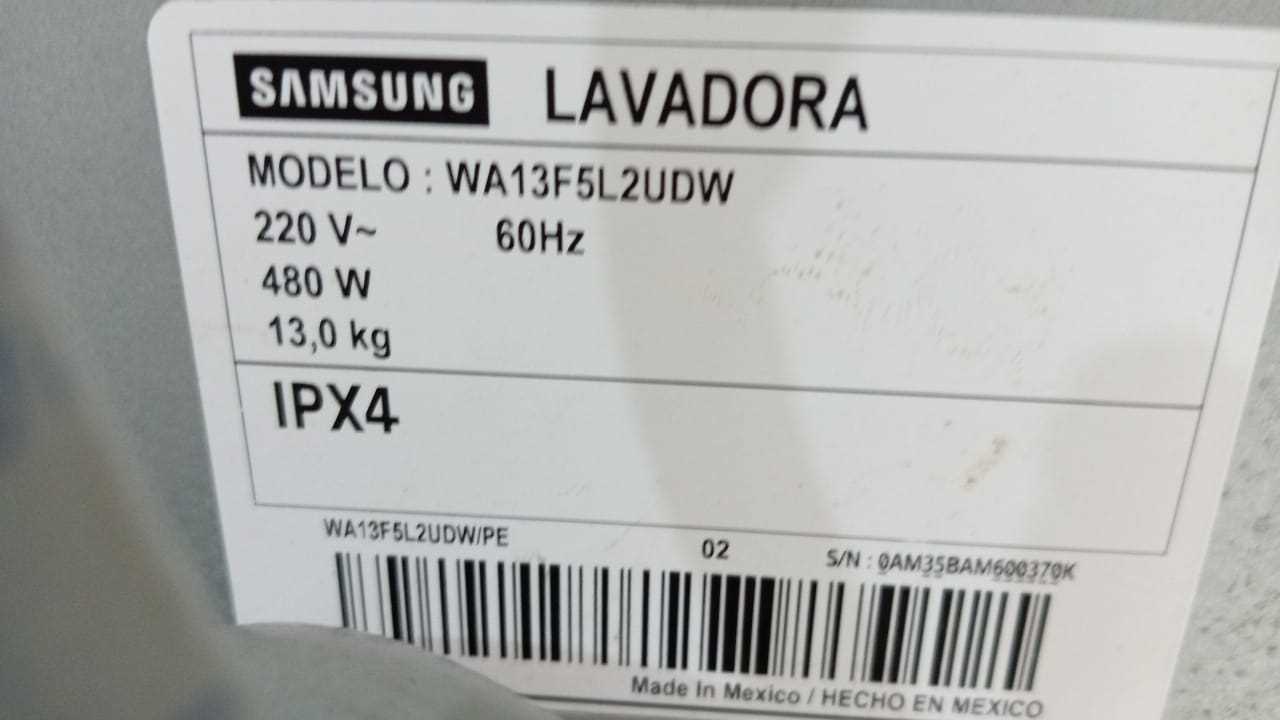 SAMSUNG LAVADORA
MODELO : WA13F5L2UDW
220 V~ 60Hz
480 W
13,0 kg
IPX4
WA13F5L2UDW/PE 02 S/N : 0AM35BAM600370K
Made In Mexico / HECHO EN MEXICO